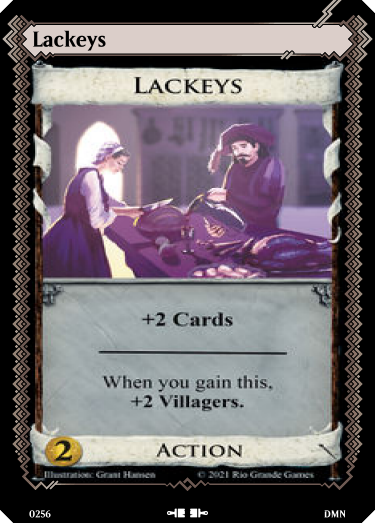 Lackeys
LACKEYS
+2 Cards
When you gain this,
+2 Villagers.
2
ACTION
Illustration: Grant Hansen © 2021 Rio Grande Games
0256 DMN